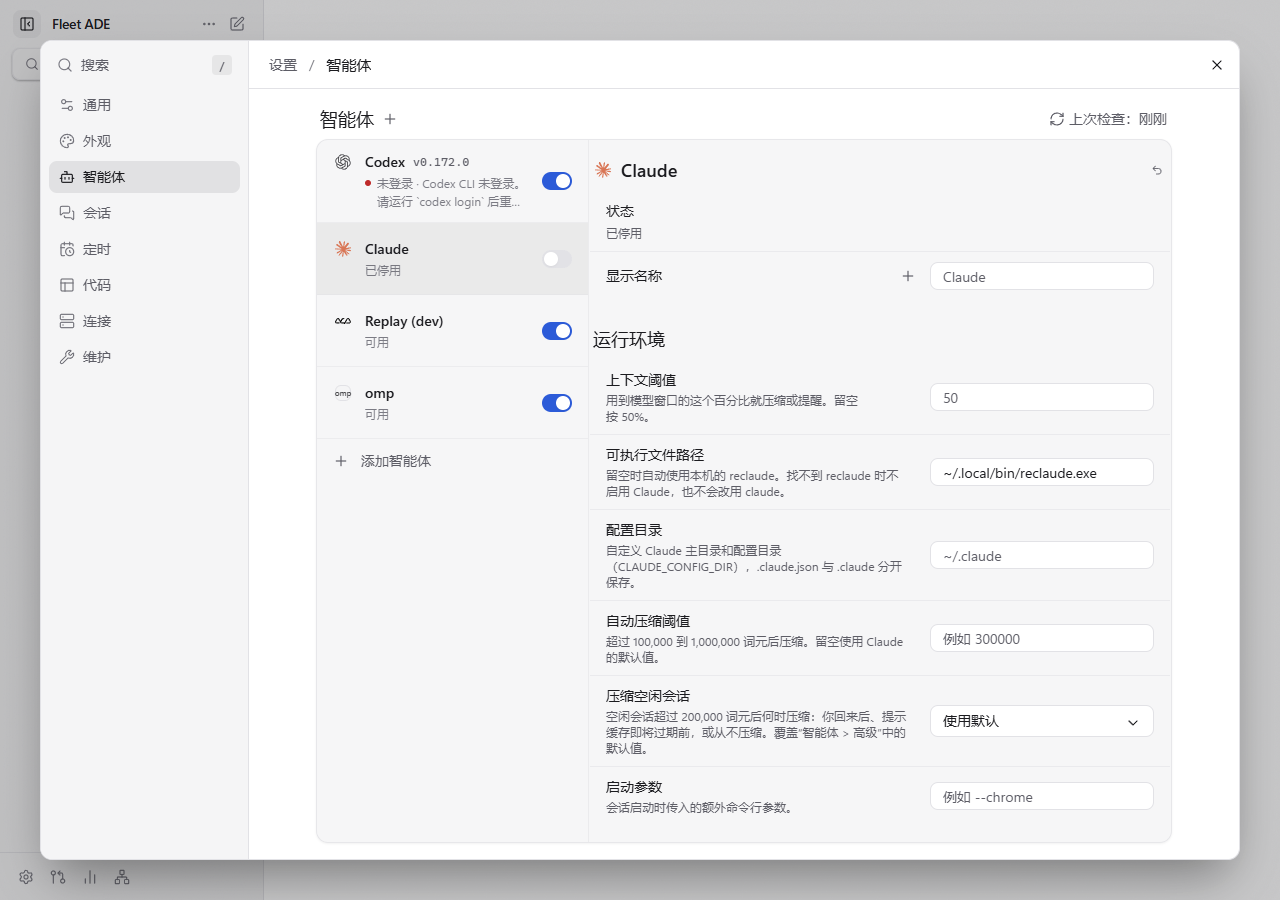 Fleet ADE
搜索
/
通用
外观
智能体
会话
定时
代码
连接
维护
设置 / 智能体
智能体
上次检查：刚刚
Codex v0.172.0
未登录 · Codex CLI 未登录。
请运行 `codex login` 后重...
Claude
已停用
Replay (dev)
可用
omp
omp
可用
添加智能体
Claude
状态
已停用
显示名称
Claude
运行环境
上下文阈值
用到模型窗口的这个百分比就压缩或提醒。留空
按 50%。
50
可执行文件路径
留空时自动使用本机的 reclaude。找不到 reclaude 时不
启用 Claude，也不会改用 claude。
~/.local/bin/reclaude.exe
配置目录
自定义 Claude 主目录和配置目录
（CLAUDE_CONFIG_DIR），.claude.json 与 .claude 分开
保存。
~/.claude
自动压缩阈值
超过 100,000 到 1,000,000 词元后压缩。留空使用 Claude
的默认值。
例如 300000
压缩空闲会话
空闲会话超过 200,000 词元后何时压缩：你回来后、提示
缓存即将过期前，或从不压缩。覆盖"智能体 > 高级"中的
默认值。
使用默认
启动参数
会话启动时传入的额外命令行参数。
例如 --chrome